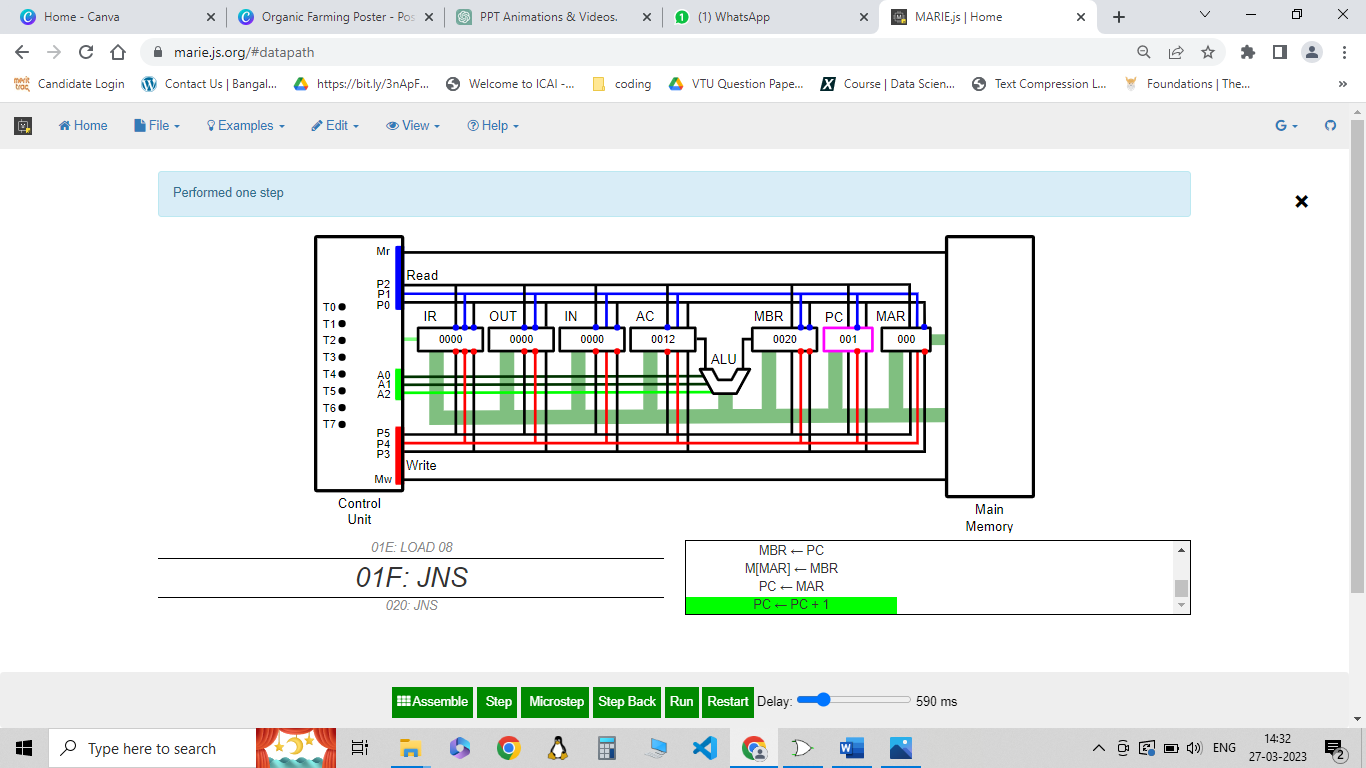 Home - Canva
Organic Farming Poster - Pos
PPT Animations & Videos.
(1) WhatsApp
MARIE.js | Home
marie.js.org/#datapath
Candidate Login
Contact Us | Bangal...
https://bit.ly/3nApF...
Welcome to ICAI -...
coding
VTU Question Pape...
Course | Data Scien...
Text Compression L...
Foundations | The...
Home
File
Examples
Edit
View
Help
Performed one step
Mr
Read
P2
P1
P0
T0
T1
T2
T3
T4
T5
T6
T7
IR
OUT
IN
AC
MBR
PC
MAR
0000
0000
0000
0012
0020
001
000
ALU
A0
A1
A2
P5
P4
P3
Write
Mw
Control
Unit
Main
Memory
01E: LOAD 08
01F: JNS
020: JNS
MBR ← PC
M[MAR] ← MBR
PC ← MAR
PC ← PC + 1
Assemble
Step
Microstep
Step Back
Run
Restart
Delay:
590 ms
Type here to search
ENG
14:32
27-03-2023
2